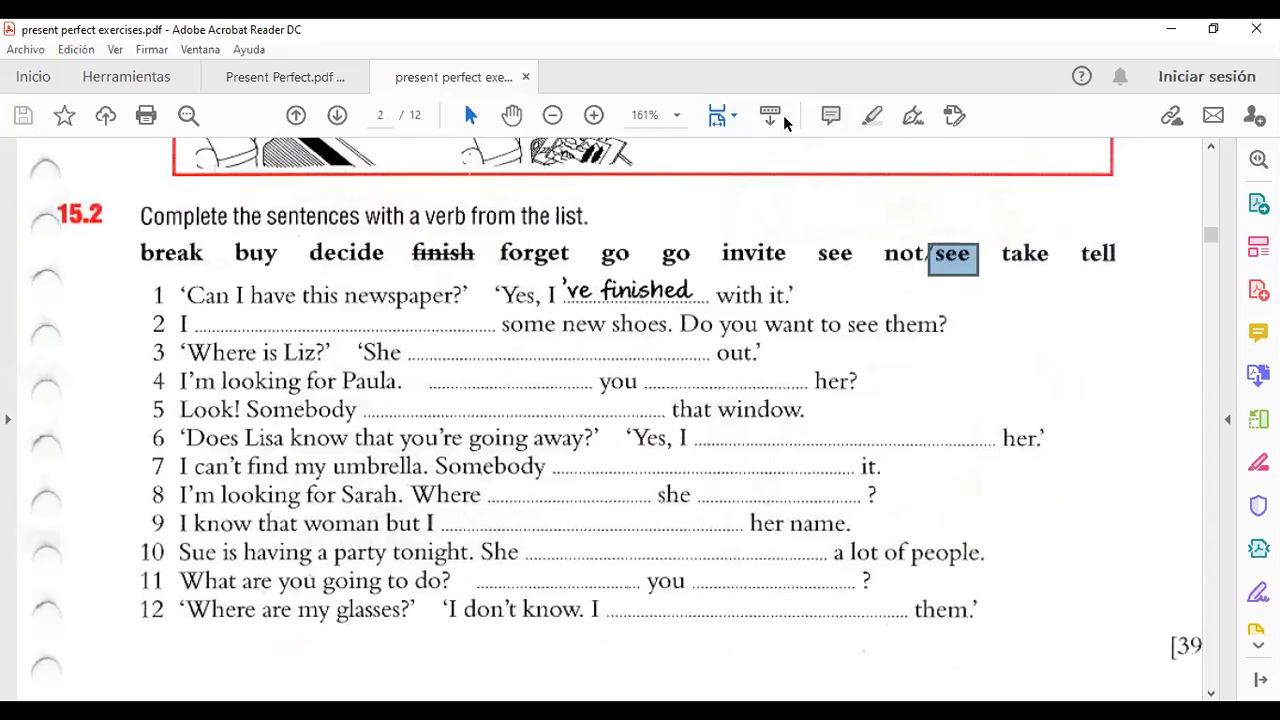 present perfect exercises.pdf - Adobe Acrobat Reader DC
Archivo Edición Ver Firmar Ventana Ayuda
Inicio Herramientas Present Perfect.pdf ... present perfect exe... × Iniciar sesión
2 / 12 161%
15.2 Complete the sentences with a verb from the list.
break buy decide finish forget go go invite see not/see take tell
1 ‘Can I have this newspaper?’ ‘Yes, I ’ve finished with it.’
2 I .................... some new shoes. Do you want to see them?
3 ‘Where is Liz?’ ‘She .................... out.’
4 I’m looking for Paula. .................... you .................... her?
5 Look! Somebody .................... that window.
6 ‘Does Lisa know that you’re going away?’ ‘Yes, I .................... her.’
7 I can’t find my umbrella. Somebody .................... it.
8 I’m looking for Sarah. Where .................... she .................... ?
9 I know that woman but I .................... her name.
10 Sue is having a party tonight. She .................... a lot of people.
11 What are you going to do? .................... you .................... ?
12 ‘Where are my glasses?’ ‘I don’t know. I .................... them.’
[39